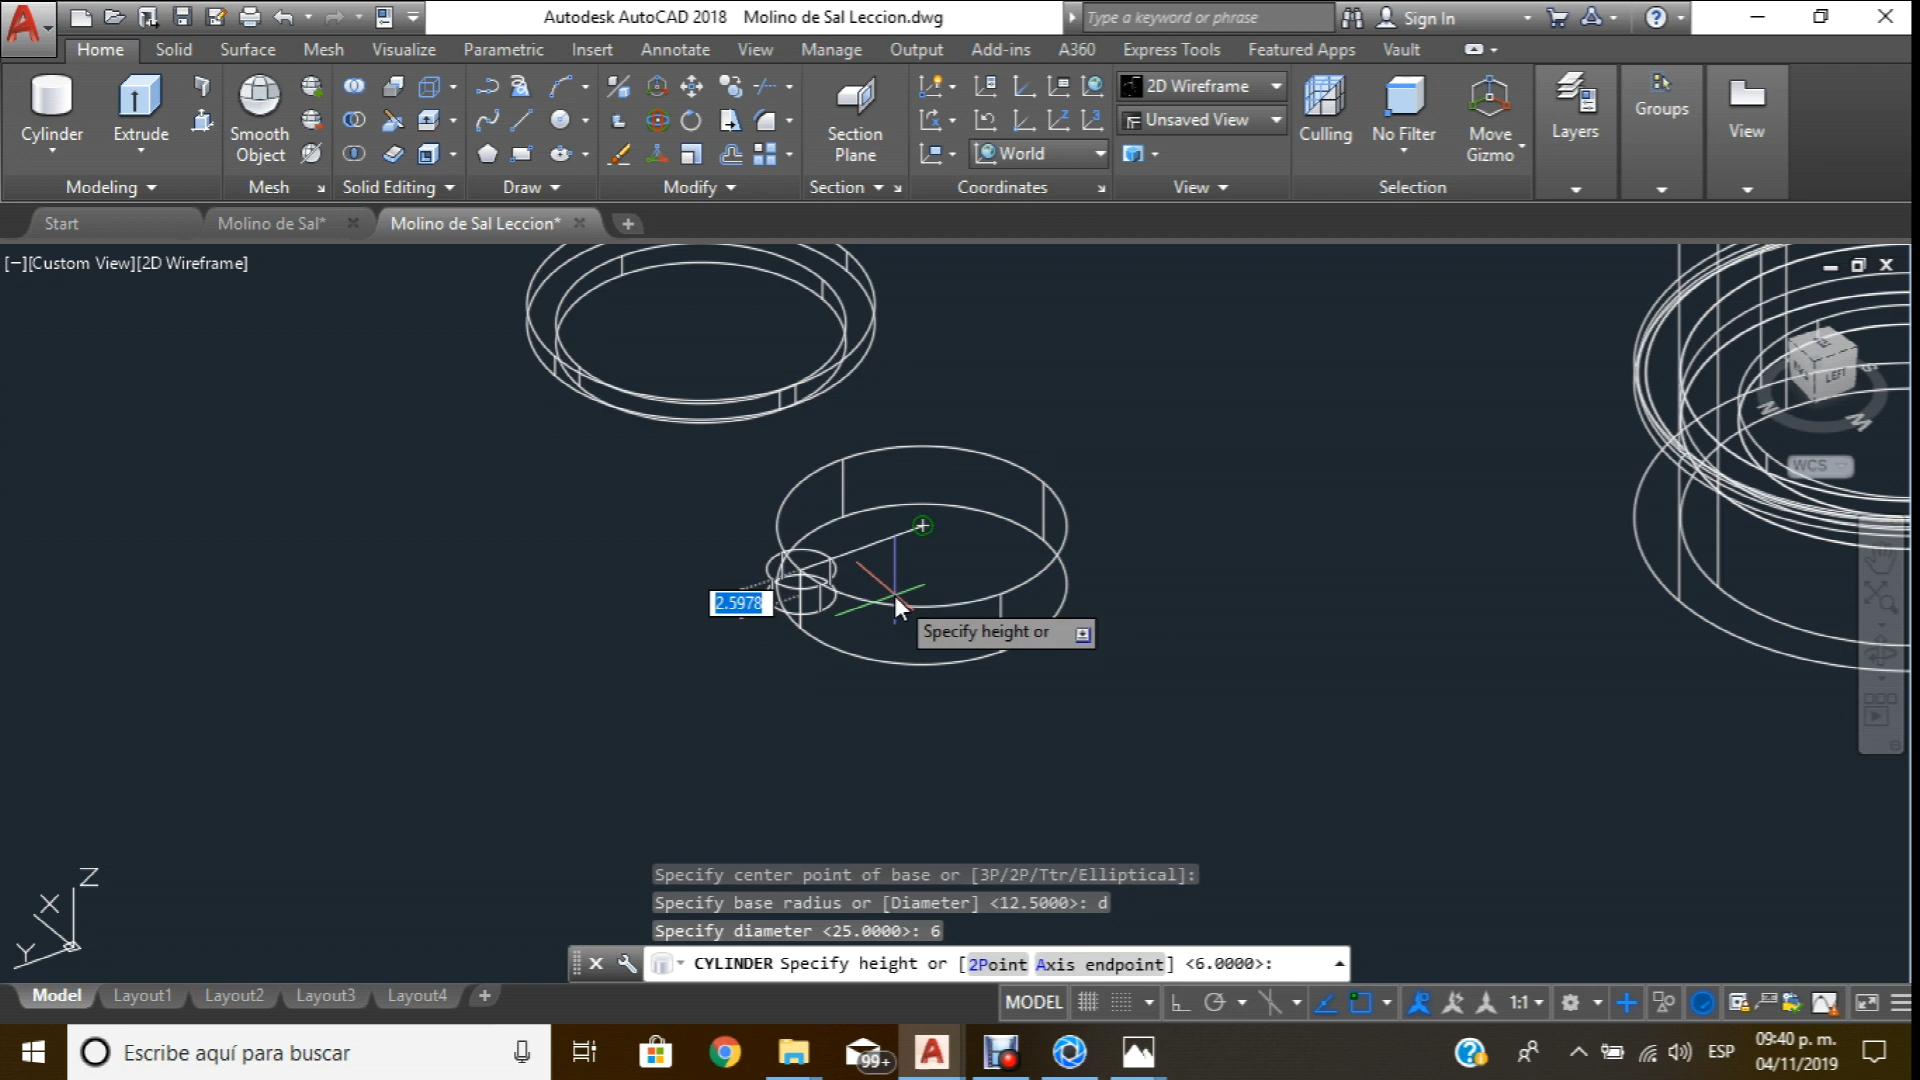 Autodesk AutoCAD 2018 Molino de Sal Leccion.dwg
Type a keyword or phrase
Sign In
Home Solid Surface Mesh Visualize Parametric Insert Annotate View Manage Output Add-ins A360 Express Tools Featured Apps Vault
Cylinder
Extrude
Smooth
Object
Section
Plane
2D Wireframe
Unsaved View
World
Culling
No Filter
Move
Gizmo
Layers
Groups
View
Modeling Mesh Solid Editing Draw Modify Section Coordinates View Selection
Start Molino de Sal* Molino de Sal Leccion*
[−][Custom View][2D Wireframe]
LEFT
N
S
WCS
2.5978
Specify height or
Z
X
Y
Specify center point of base or [3P/2P/Ttr/Elliptical]:
Specify base radius or [Diameter] <12.5000>: d
Specify diameter <25.0000>: 6
CYLINDER Specify height or [2Point Axis endpoint] <6.0000>:
Model Layout1 Layout2 Layout3 Layout4
MODEL 1:1
Escribe aquí para buscar
99+
ESP
09:40 p. m.
04/11/2019